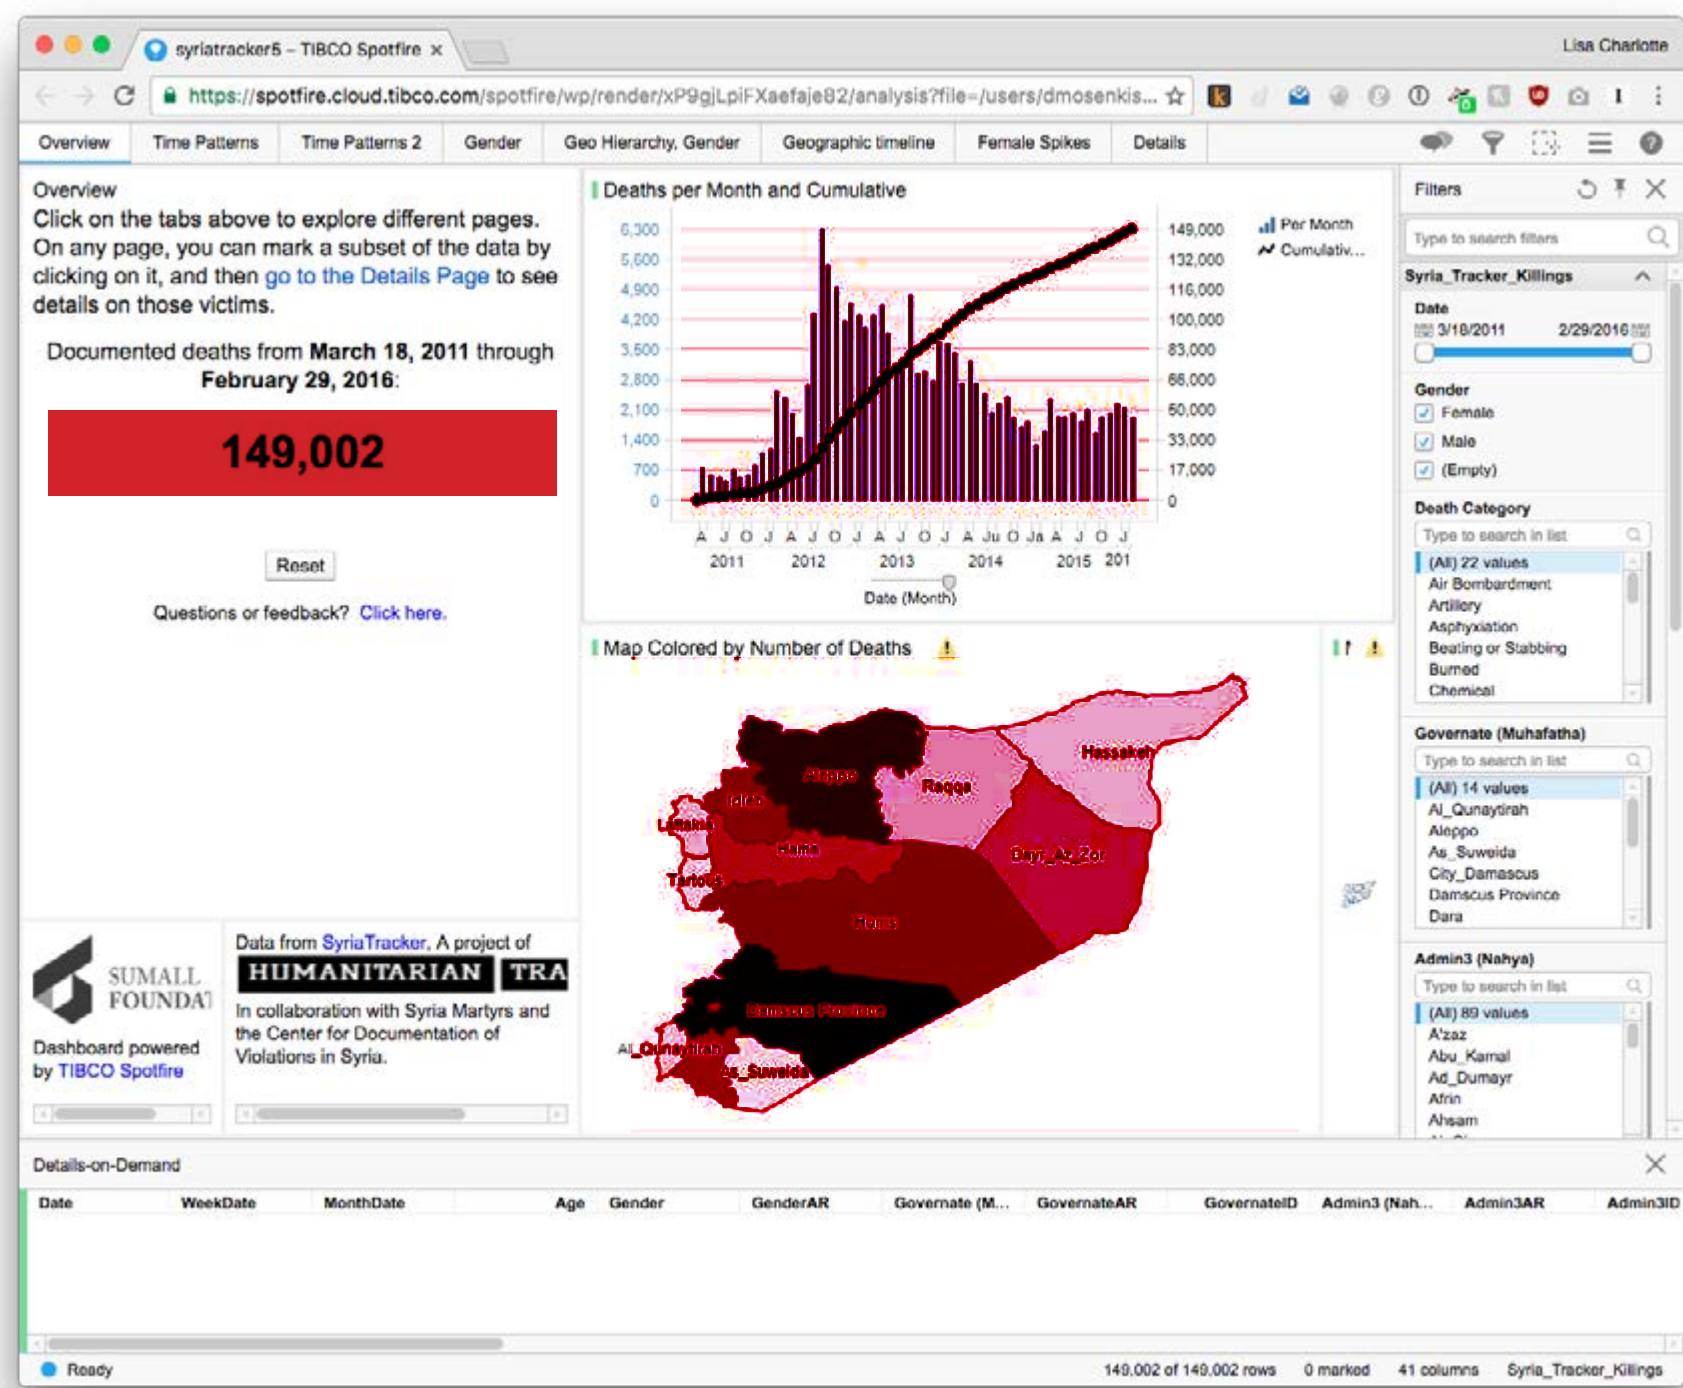 syriatracker5 – TIBCO Spotfire ×
Lisa Charlotte
https://spotfire.cloud.tibco.com/spotfire/wp/render/xP9gjLpiFXaefaje82/analysis?file=/users/dmosenkis...
Overview Time Patterns Time Patterns 2 Gender Geo Hierarchy, Gender Geographic timeline Female Spikes Details
Overview
Click on the tabs above to explore different pages.
On any page, you can mark a subset of the data by
clicking on it, and then go to the Details Page to see
details on those victims.
Documented deaths from March 18, 2011 through
February 29, 2016:
149,002
Reset
Questions or feedback? Click here.
SUMALL
FOUNDAT
Dashboard powered
by TIBCO Spotfire
Data from SyriaTracker, A project of
HUMANITARIAN TRA
In collaboration with Syria Martyrs and
the Center for Documentation of
Violations in Syria.
Deaths per Month and Cumulative
6,300 149,000
5,600 132,000
4,900 116,000
4,200 100,000
3,500 83,000
2,800 66,000
2,100 50,000
1,400 33,000
700 17,000
0 0
Per Month
Cumulativ...
A J O J A J O J A J O J A Ju O Ja A J O J
2011 2012 2013 2014 2015 201
Date (Month)
Map Colored by Number of Deaths
Hassakeh
Aleppo
Raqqa
Idleb
Lattakia
Hama
Dayr_Az_Zor
Tartous
Homs
Damscus Province
Al_Qunaytirah
As_Suweida
Filters
Type to search filters
Syria_Tracker_Killings
Date
3/18/2011 2/29/2016
Gender
Female
Male
(Empty)
Death Category
Type to search in list
(All) 22 values
Air Bombardment
Artillery
Asphyxiation
Beating or Stabbing
Burned
Chemical
Governate (Muhafatha)
Type to search in list
(All) 14 values
Al_Qunaytirah
Aleppo
As_Suweida
City_Damascus
Damscus Province
Dara
Admin3 (Nahya)
Type to search in list
(All) 89 values
A'zaz
Abu_Kamal
Ad_Dumayr
Afrin
Ahsam
Details-on-Demand
Date WeekDate MonthDate Age Gender GenderAR Governate (M... GovernateAR GovernateID Admin3 (Nah... Admin3AR Admin3ID
Ready
149,002 of 149,002 rows 0 marked 41 columns Syria_Tracker_Killings